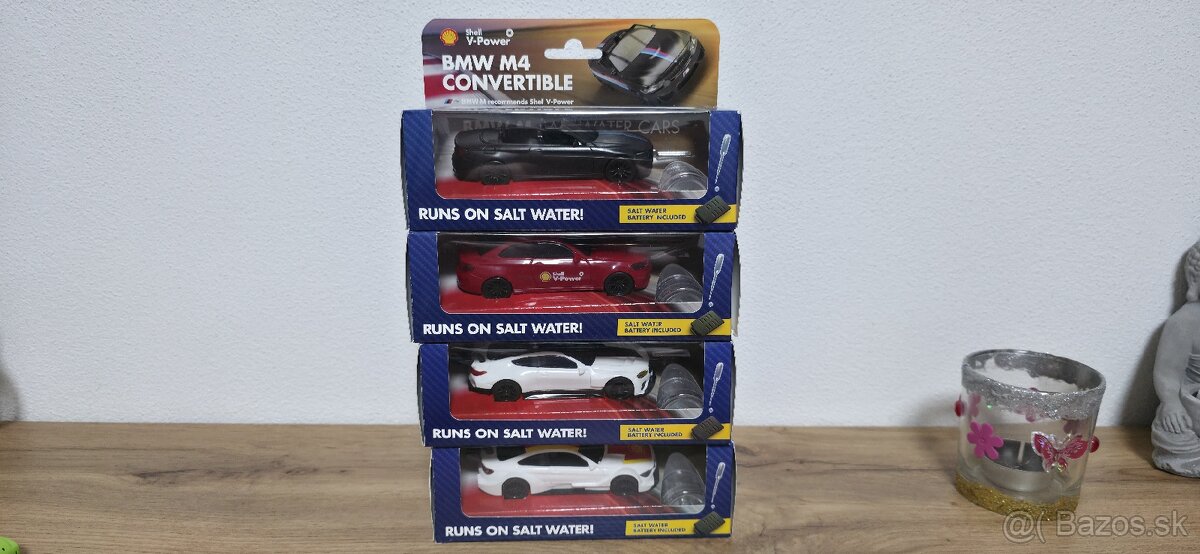 Shell
V-Power
BMW M4
CONVERTIBLE
BMW M recommends Shell V-Power
WATER CARS
RUNS ON SALT WATER!
SALT WATER
BATTERY INCLUDED
Shell
V-Power
RUNS ON SALT WATER!
SALT WATER
BATTERY INCLUDED
RUNS ON SALT WATER!
SALT WATER
BATTERY INCLUDED
RUNS ON SALT WATER!
SALT WATER
BATTERY INCLUDED
@( Bazos.sk